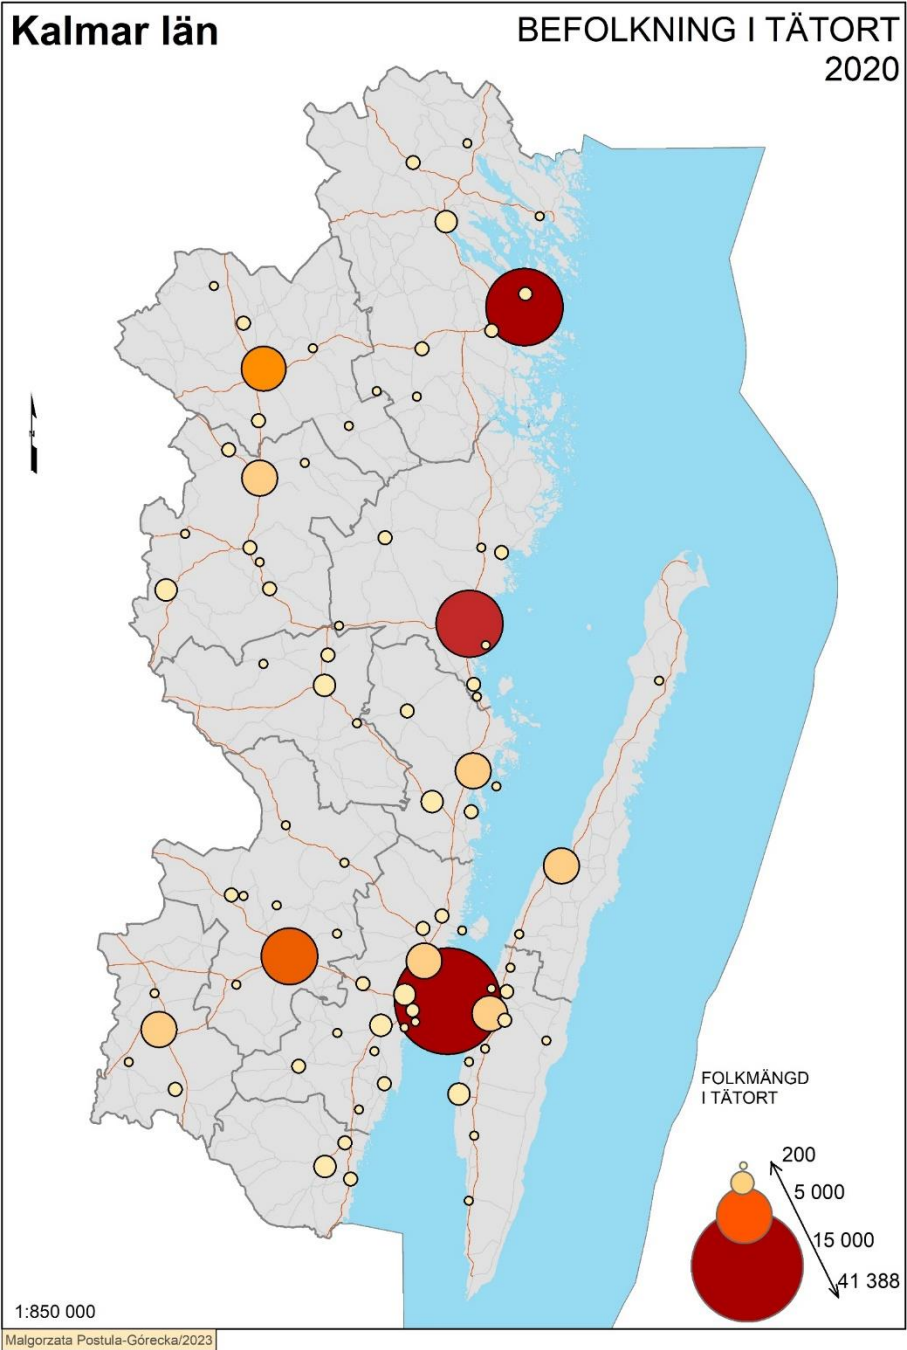 Kalmar län
BEFOLKNING I TÄTORT
2020
N
FOLKMÄNGD
I TÄTORT
200
5 000
15 000
41 388
1:850 000
Malgorzata Postula-Górecka/2023